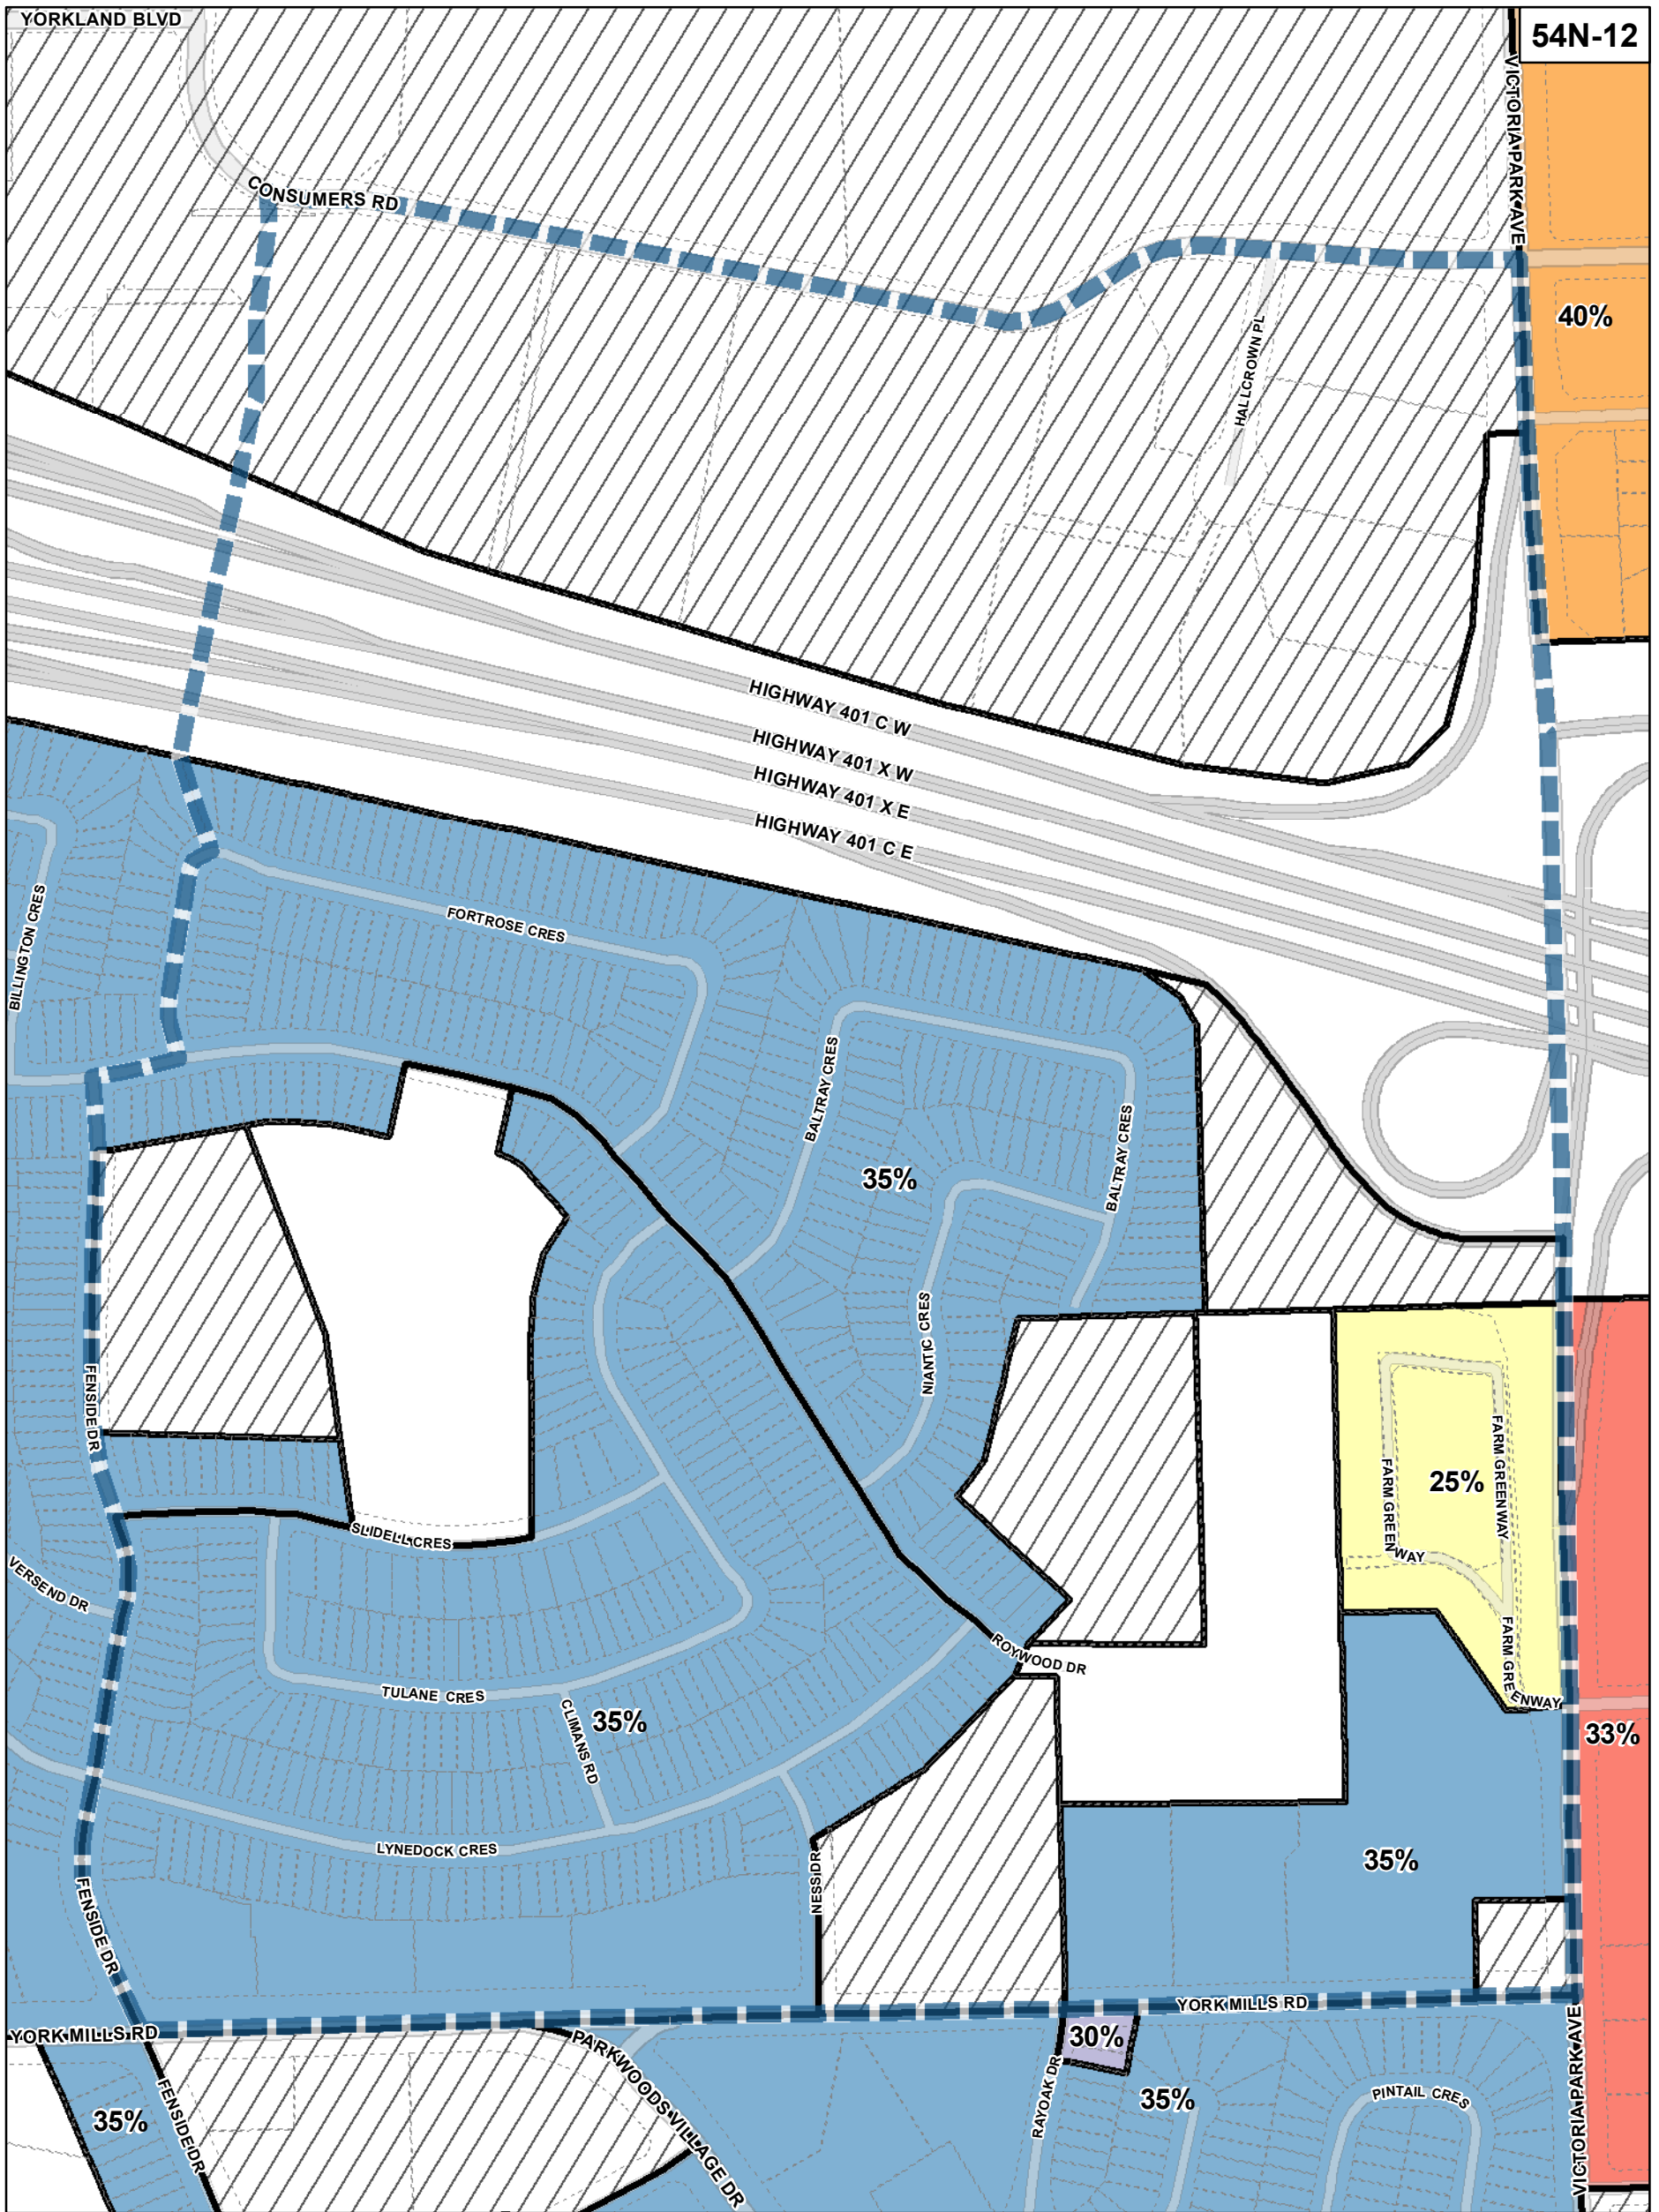 YORKLAND BLVD
54N-12
VICTORIA PARK AVE
CONSUMERS RD
40%
HALLCROWN PL
HIGHWAY 401 C W
HIGHWAY 401 X W
HIGHWAY 401 X E
HIGHWAY 401 C E
BILLINGTON CRES
FORTROSE CRES
BALTRAY CRES
BALTRAY CRES
35%
NIANTIC CRES
FENSIDE DR
FARM GREENWAY
FARM GREENWAY
25%
SLIDELL CRES
VERSEND DR
ROYWOOD DR
FARM GREENWAY
TULANE CRES
CLIMANS RD
35%
33%
LYNEDOCK CRES
NESS DR
35%
FENSIDE DR
YORK MILLS RD
YORK MILLS RD
PARKWOODS VILLAGE DR
30%
RAYOAK DR
35%
PINTAIL CRES
VICTORIA PARK AVE
35%
FENSIDE DR